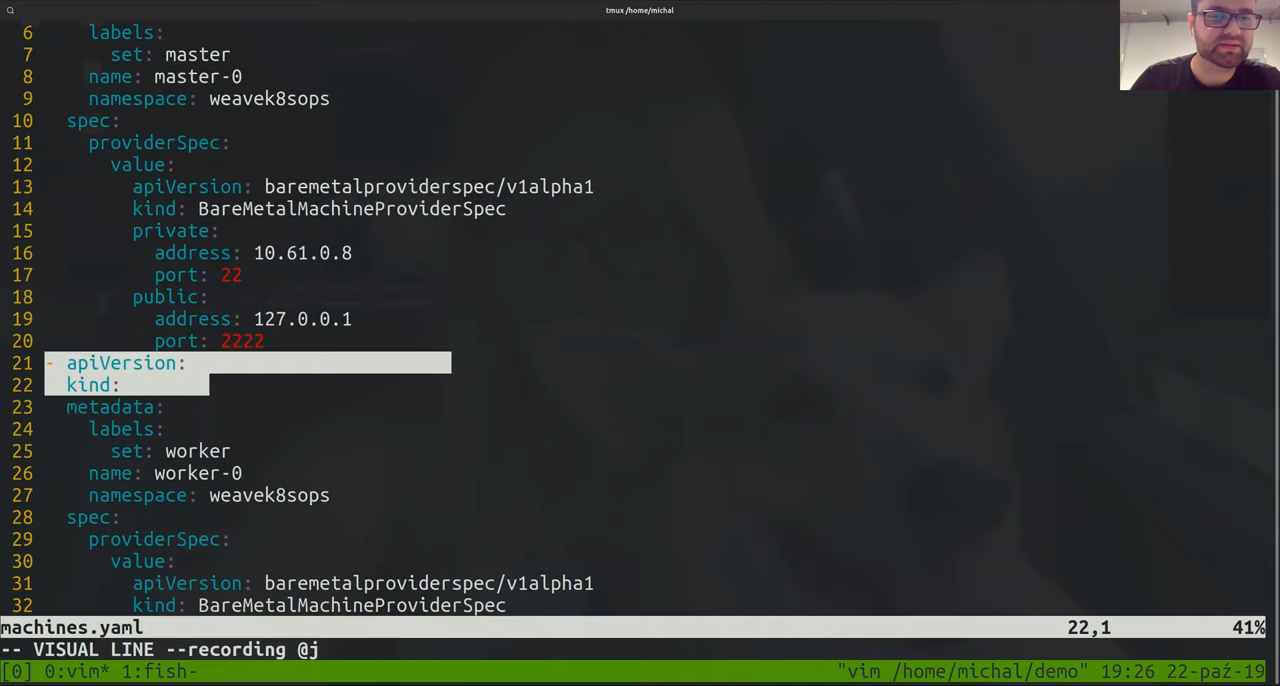 tmux /home/michal
6 labels:
7 set: master
8 name: master-0
9 namespace: weavek8sops
10 spec:
11 providerSpec:
12 value:
13 apiVersion: baremetalproviderspec/v1alpha1
14 kind: BareMetalMachineProviderSpec
15 private:
16 address: 10.61.0.8
17 port: 22
18 public:
19 address: 127.0.0.1
20 port: 2222
21 - apiVersion:
22 kind:
23 metadata:
24 labels:
25 set: worker
26 name: worker-0
27 namespace: weavek8sops
28 spec:
29 providerSpec:
30 value:
31 apiVersion: baremetalproviderspec/v1alpha1
32 kind: BareMetalMachineProviderSpec
machines.yaml 22,1 41%
-- VISUAL LINE --recording @j
[0] 0:vim* 1:fish- "vim /home/michal/demo" 19:26 22-paź-19